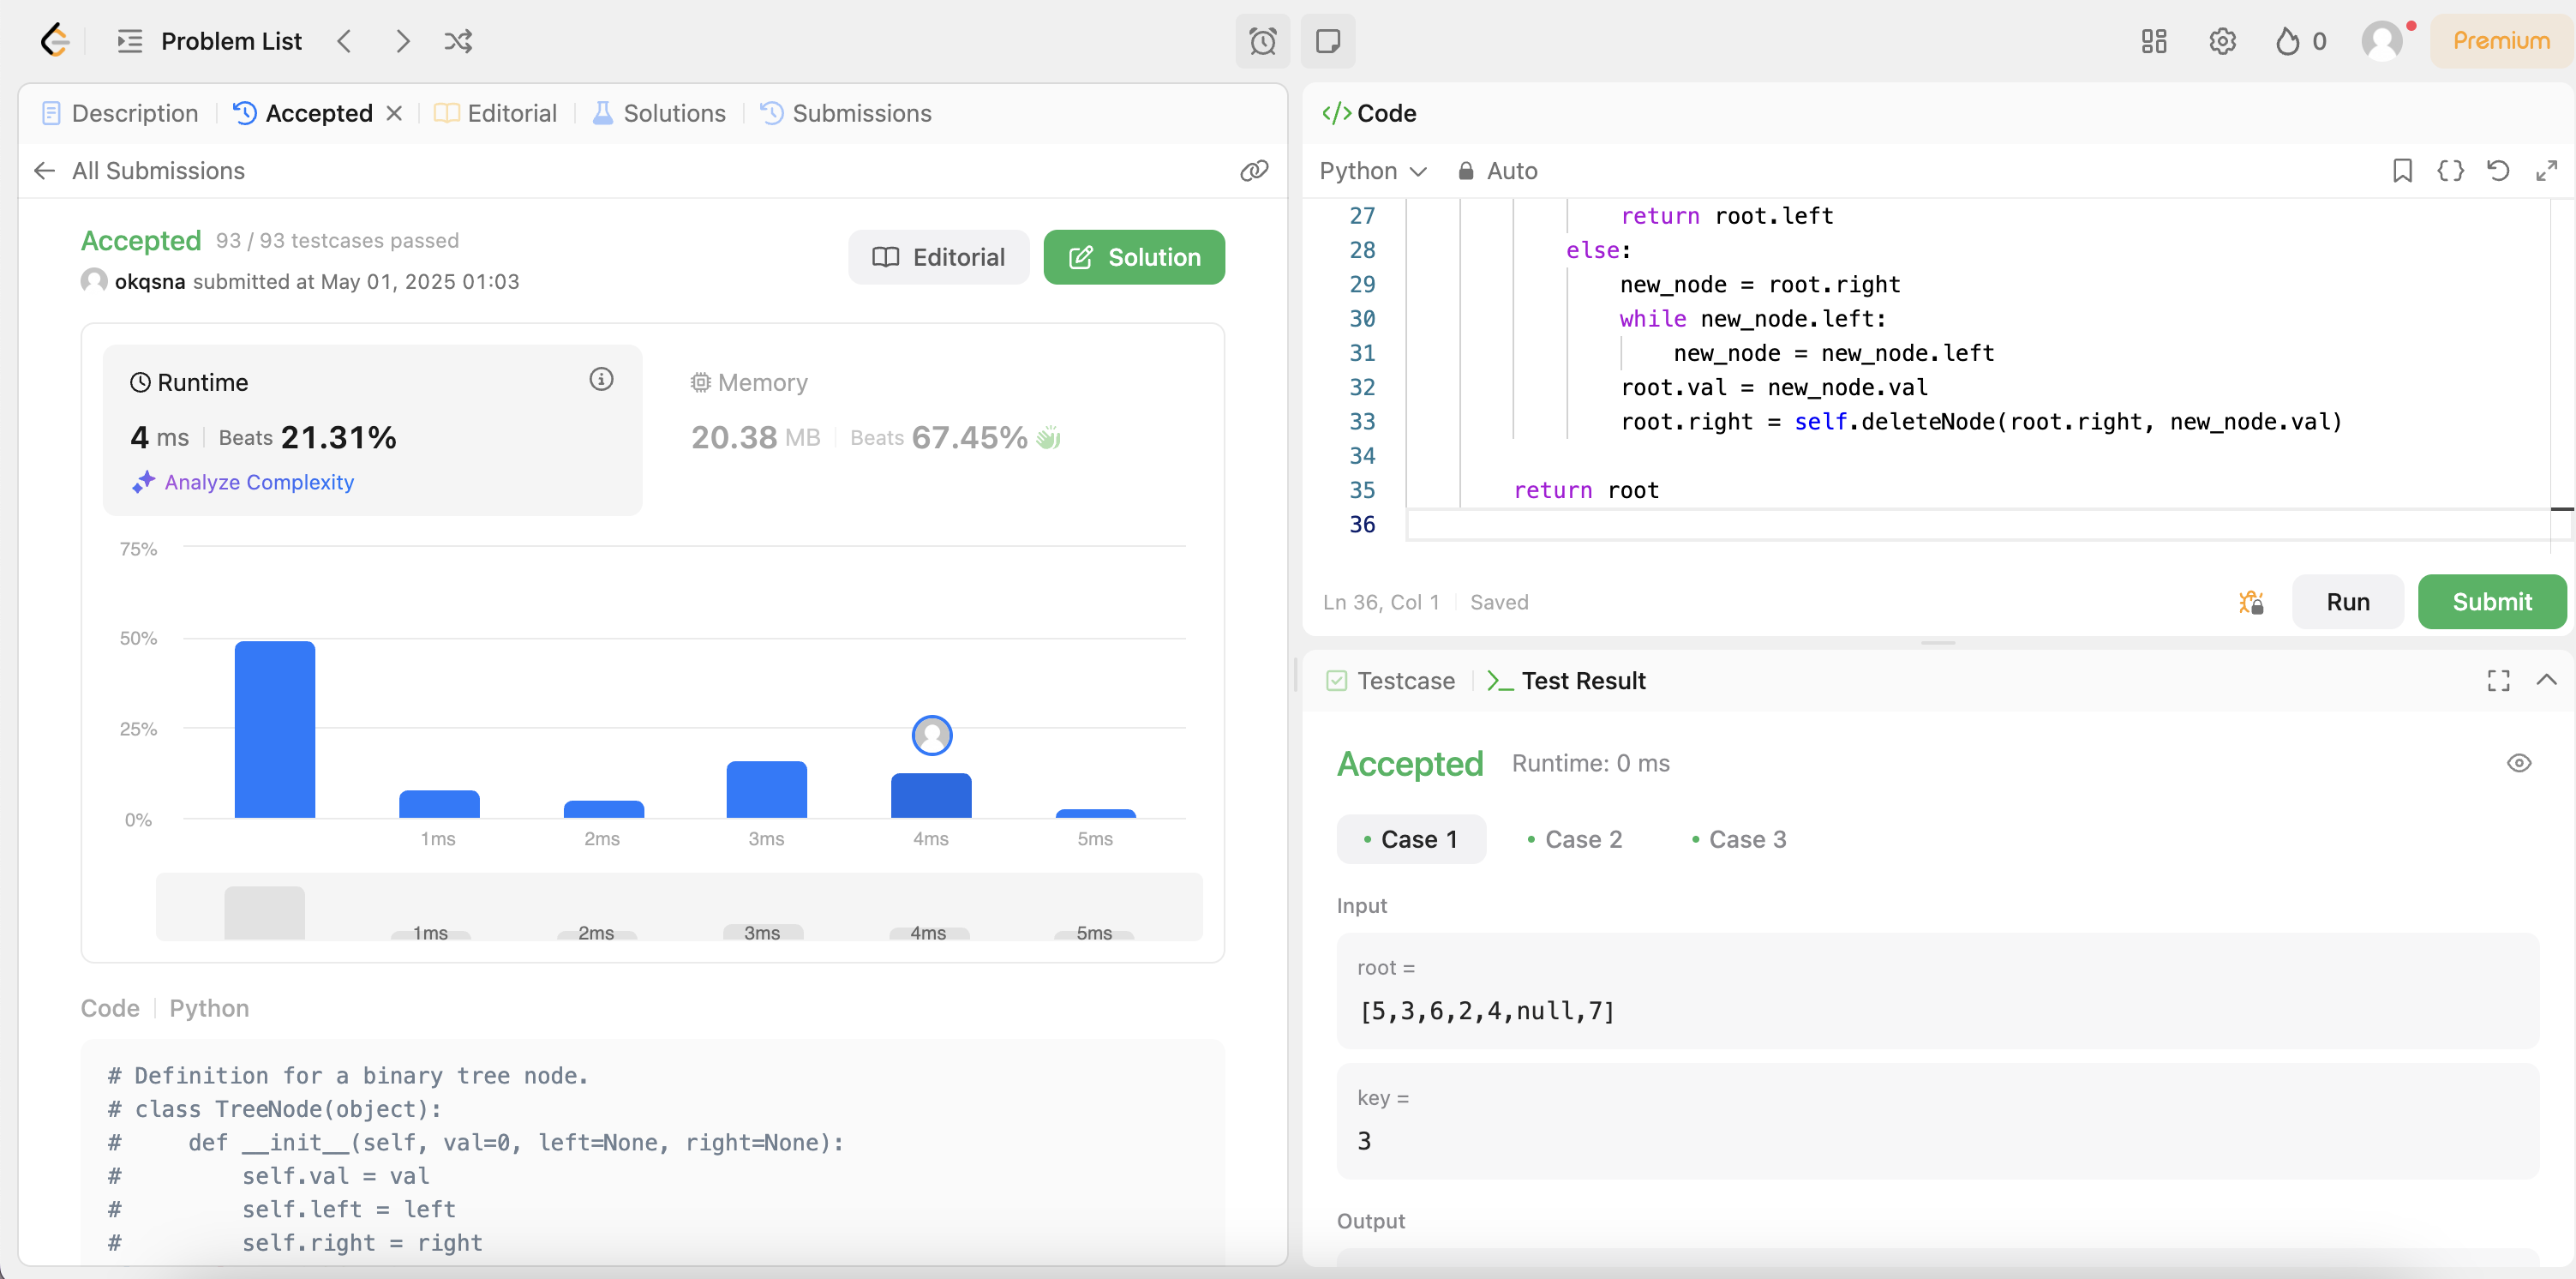 Problem List
0
Premium
Description
Accepted
Editorial
Solutions
Submissions
All Submissions
Accepted 93 / 93 testcases passed
okqsna submitted at May 01, 2025 01:03
Editorial
Solution
Runtime
4 ms Beats 21.31%
Analyze Complexity
Memory
20.38 MB Beats 67.45%
75%
50%
25%
0%
1ms 2ms 3ms 4ms 5ms
1ms 2ms 3ms 4ms 5ms
Code Python
# Definition for a binary tree node.
# class TreeNode(object):
#     def __init__(self, val=0, left=None, right=None):
#         self.val = val
#         self.left = left
#         self.right = right
</> Code
Python Auto
27 return root.left
28 else:
29 new_node = root.right
30 while new_node.left:
31 new_node = new_node.left
32 root.val = new_node.val
33 root.right = self.deleteNode(root.right, new_node.val)
34
35 return root
36
Ln 36, Col 1 Saved
Run
Submit
Testcase
Test Result
Accepted Runtime: 0 ms
• Case 1 • Case 2 • Case 3
Input
root =
[5,3,6,2,4,null,7]
key =
3
Output